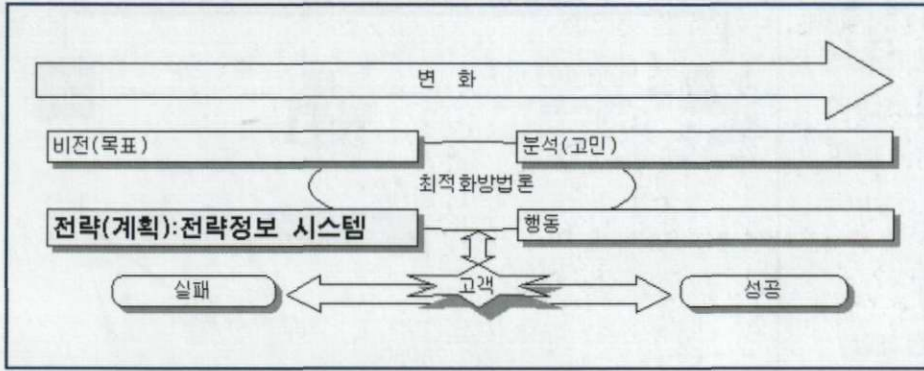 변 화
비전(목표)
분석(고민)
최적화방법론
전략(계획):전략정보 시스템
행동
고객
실패
성공